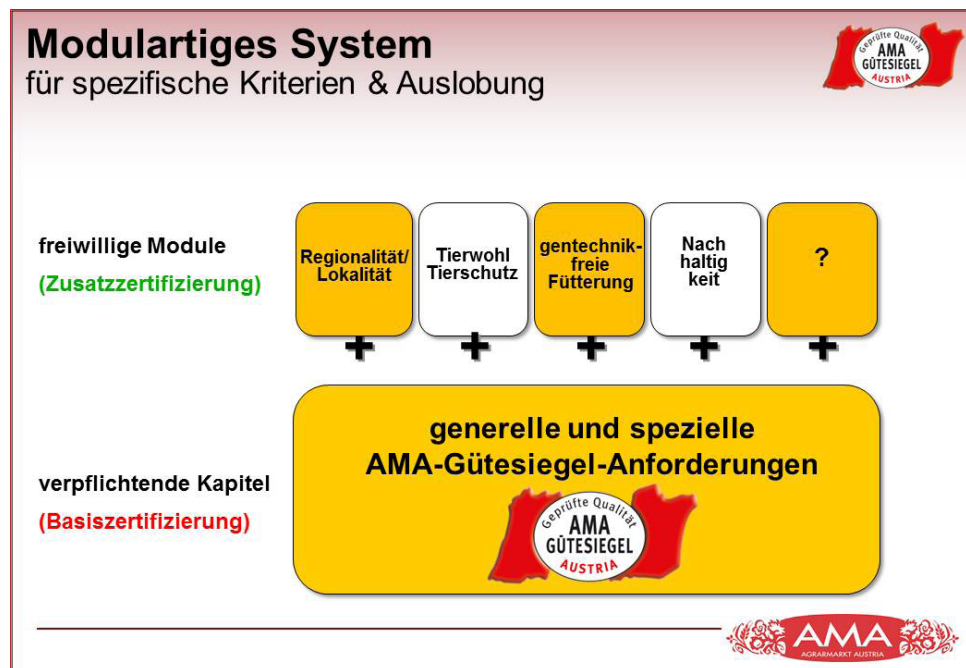 Modulartiges System
für spezifische Kriterien & Auslobung
Geprüfte Qualität
AMA
GÜTESIEGEL
AUSTRIA
freiwillige Module
(Zusatzzertifizierung)
Regionalität/
Lokalität
Tierwohl
Tierschutz
gentechnik-
freie
Fütterung
Nach
haltig
keit
?
+ + + + +
verpflichtende Kapitel
(Basiszertifizierung)
generelle und spezielle
AMA-Gütesiegel-Anforderungen
Geprüfte Qualität
AMA
GÜTESIEGEL
AUSTRIA
AMA
AGRARMARKT AUSTRIA